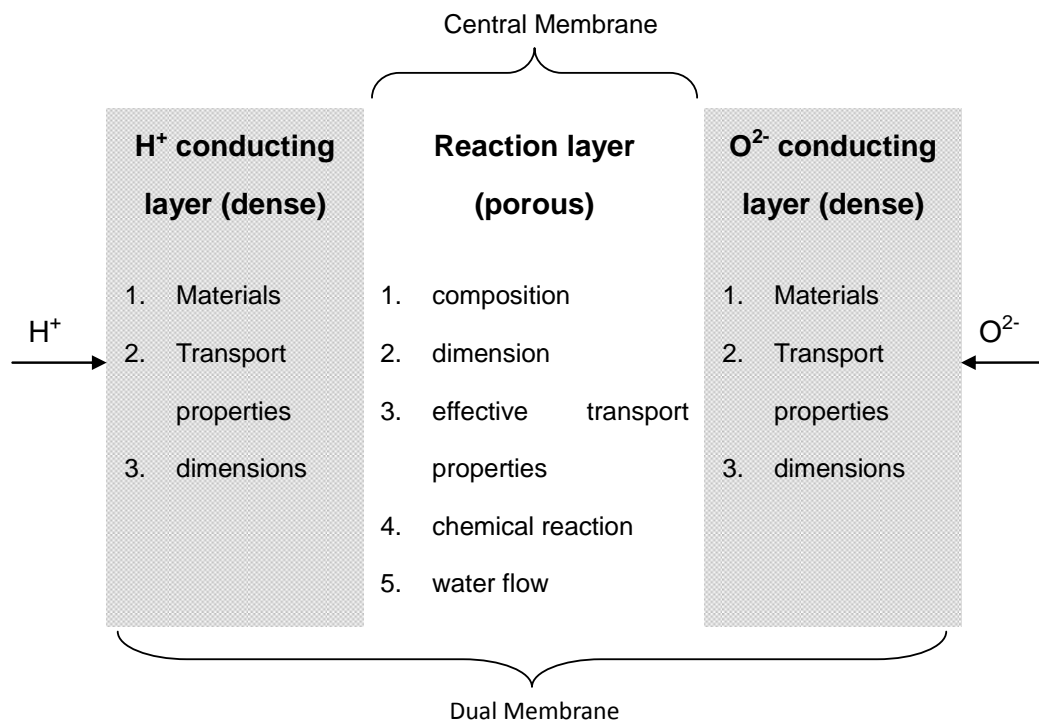 Central Membrane
H⁺ conducting
layer (dense)
1. Materials
2. Transport
properties
3. dimensions
Reaction layer
(porous)
1. composition
2. dimension
3. effective transport
properties
4. chemical reaction
5. water flow
O²⁻ conducting
layer (dense)
1. Materials
2. Transport
properties
3. dimensions
H⁺
O²⁻
Dual Membrane